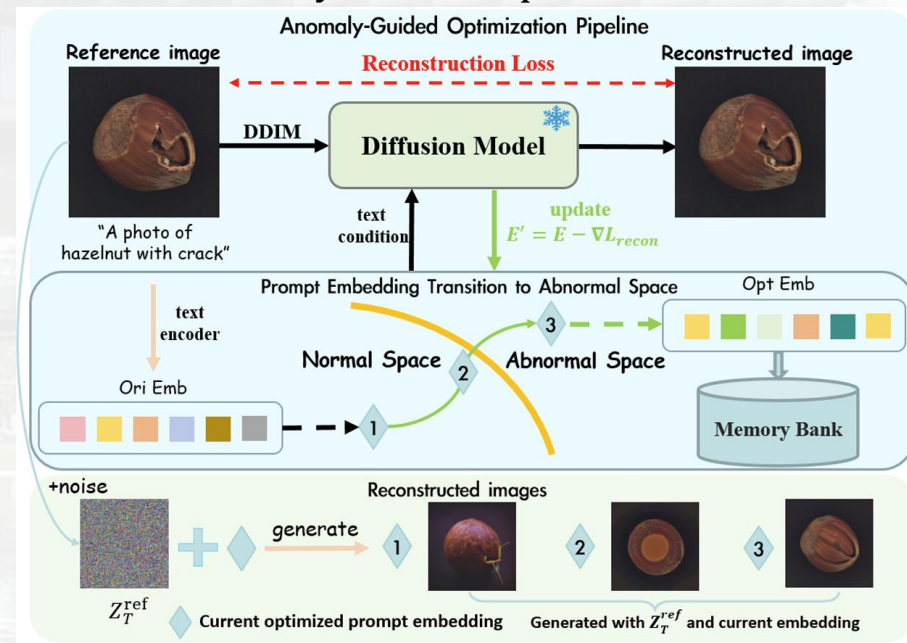 Anomaly-Guided Optimization Pipeline
Reference image
Reconstruction Loss
Reconstructed image
DDIM
Diffusion Model
"A photo of
hazelnut with crack"
text
condition
update
E' = E − ∇L_recon
Prompt Embedding Transition to Abnormal Space
Opt Emb
text
encoder
Normal Space
Abnormal Space
3
2
1
Ori Emb
Memory Bank
+noise
Reconstructed images
generate
1
2
3
Z_T^ref
Current optimized prompt embedding
Generated with Z_T^ref and current embedding